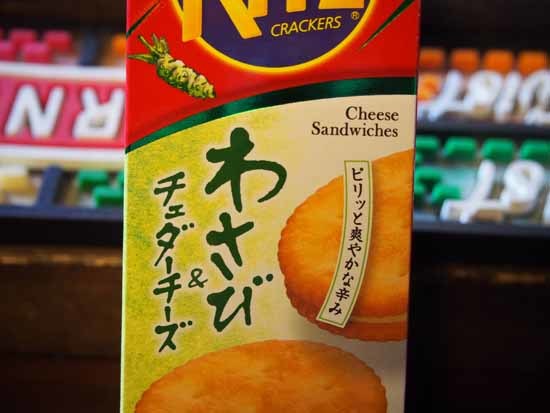 RITZ
CRACKERS ®
Cheese
Sandwiches
わさび
&
チェダーチーズ
ピリッと爽やかな辛み